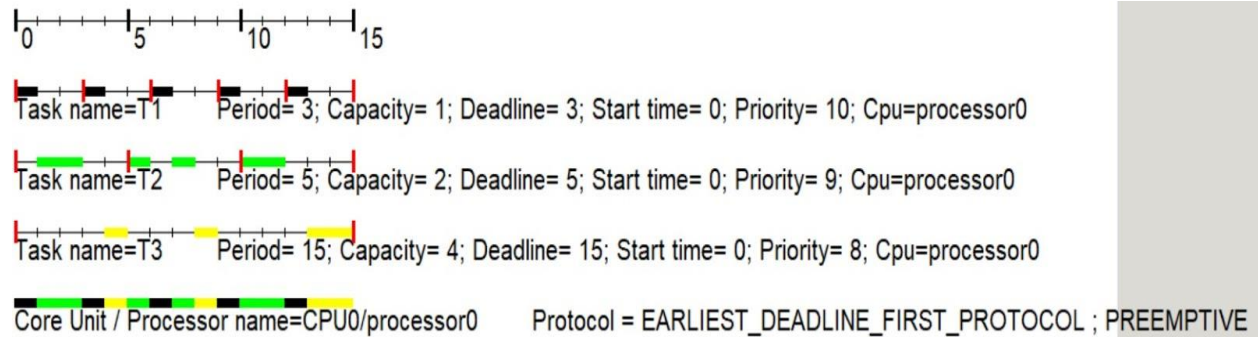 0 5 10 15
Task name=T1 Period= 3; Capacity= 1; Deadline= 3; Start time= 0; Priority= 10; Cpu=processor0
Task name=T2 Period= 5; Capacity= 2; Deadline= 5; Start time= 0; Priority= 9; Cpu=processor0
Task name=T3 Period= 15; Capacity= 4; Deadline= 15; Start time= 0; Priority= 8; Cpu=processor0
Core Unit / Processor name=CPU0/processor0 Protocol = EARLIEST_DEADLINE_FIRST_PROTOCOL ; PREEMPTIVE